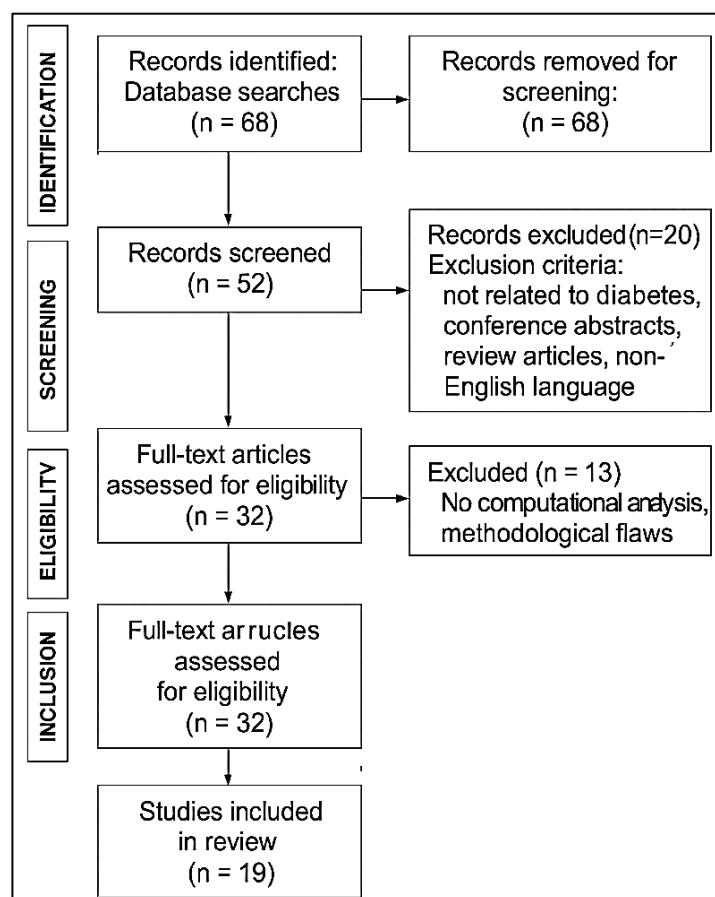 IDENTIFICATION
Records identified:
Database searches
(n = 68)
Records removed for
screening:
(n = 68)
SCREENING
Records screened
(n = 52)
Records excluded (n=20)
Exclusion criteria:
not related to diabetes,
conference abstracts,
review articles, non-
English language
ELIGIBILITY
Full-text articles
assessed for eligibility
(n = 32)
Excluded (n = 13)
No computational analysis,
methodological flaws
INCLUSION
Full-text arrucles
assessed
for eligibility
(n = 32)
Studies included
in review
(n = 19)